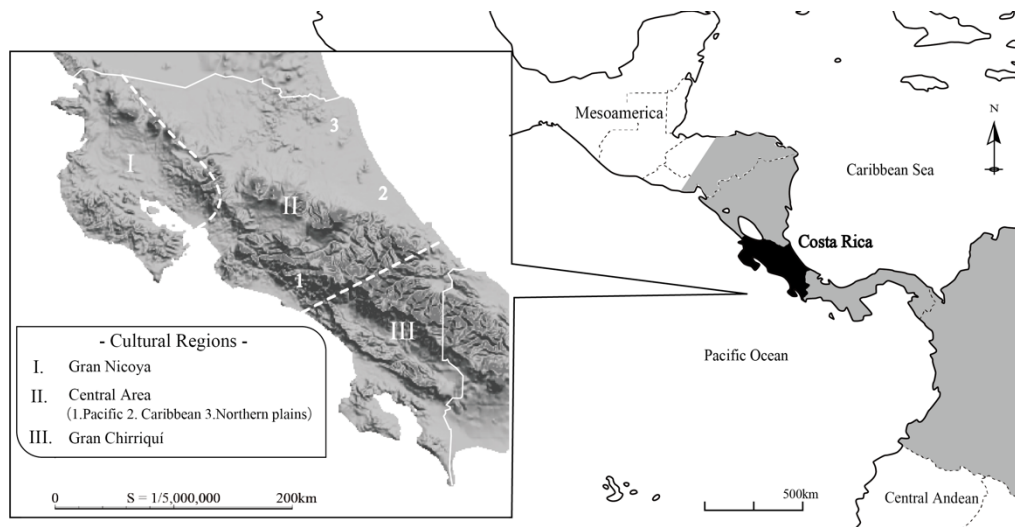 I
II
1
2
3
III
- Cultural Regions -
I. Gran Nicoya
II. Central Area
(1.Pacific 2. Caribbean 3.Northern plains)
III. Gran Chirriquí
0 S = 1/5,000,000 200km
Mesoamerica
N
Caribbean Sea
Costa Rica
Pacific Ocean
500km
Central Andean